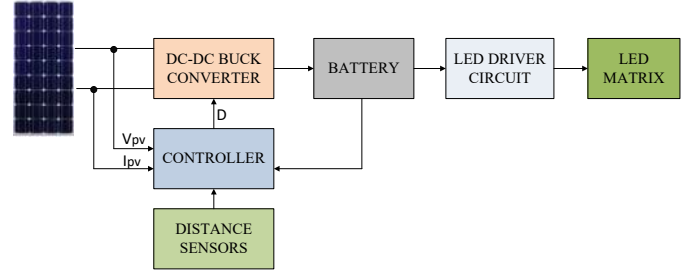 DC-DC BUCK
CONVERTER
BATTERY
LED DRIVER
CIRCUIT
LED
MATRIX
D
Vpv
Ipv
CONTROLLER
DISTANCE
SENSORS